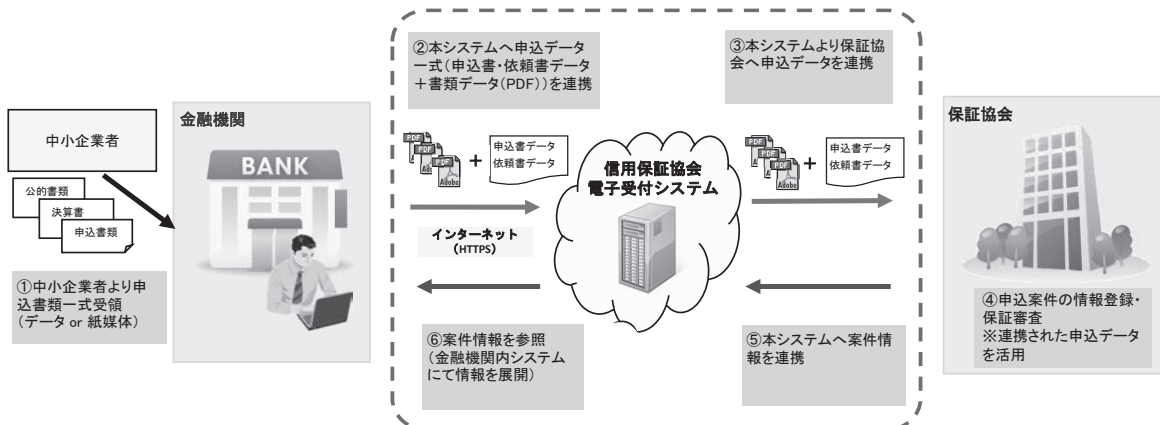 中小企業者
公的書類
決算書
申込書類
①中小企業者より申
込書類一式受領
(データ or 紙媒体)
金融機関
BANK
②本システムへ申込データ
一式(申込書・依頼書データ
＋書類データ(PDF))を連携
PDF
PDF
PDF
Adobe
+
申込書データ
依頼書データ
インターネット
(HTTPS)
⑥案件情報を参照
(金融機関内システム
にて情報を展開)
信用保証協会
電子受付システム
③本システムより保証協
会へ申込データを連携
PDF
PDF
PDF
Adobe
+
申込書データ
依頼書データ
⑤本システムへ案件情
報を連携
保証協会
④申込案件の情報登録・
保証審査
※連携された申込データ
を活用